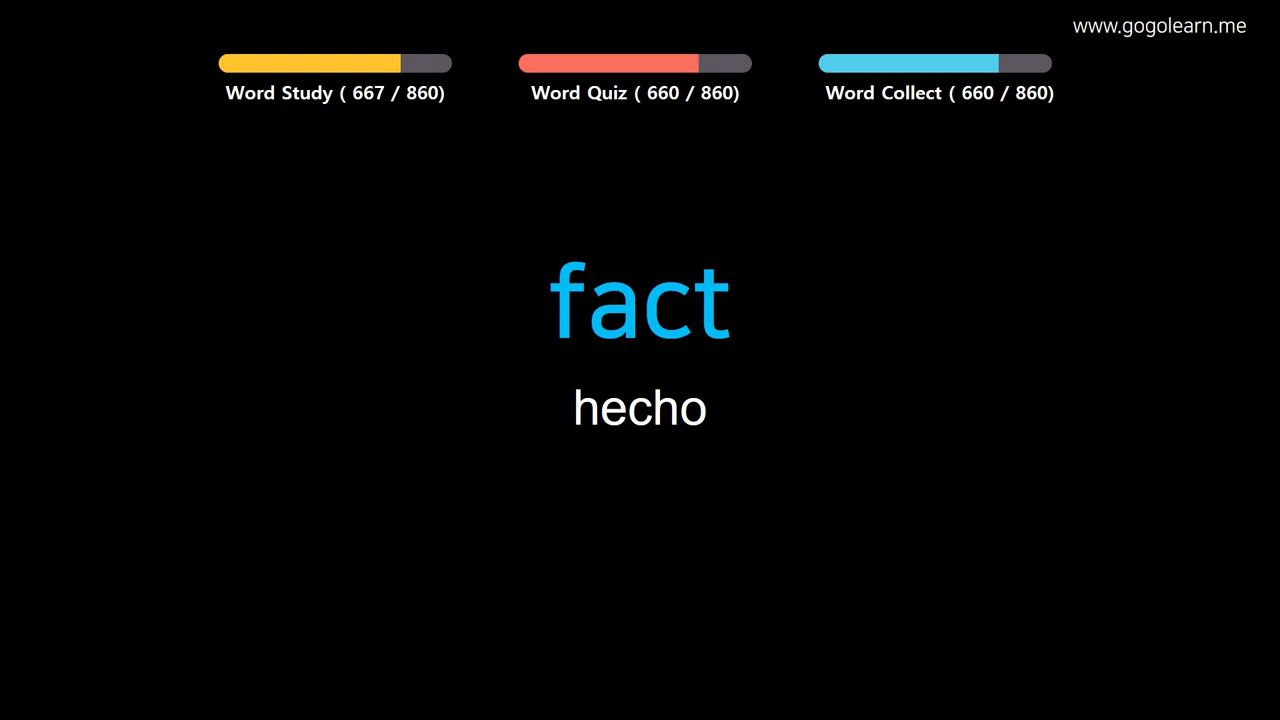 www.gogolearn.me
Word Study ( 667 / 860)
Word Quiz ( 660 / 860)
Word Collect ( 660 / 860)
fact
hecho